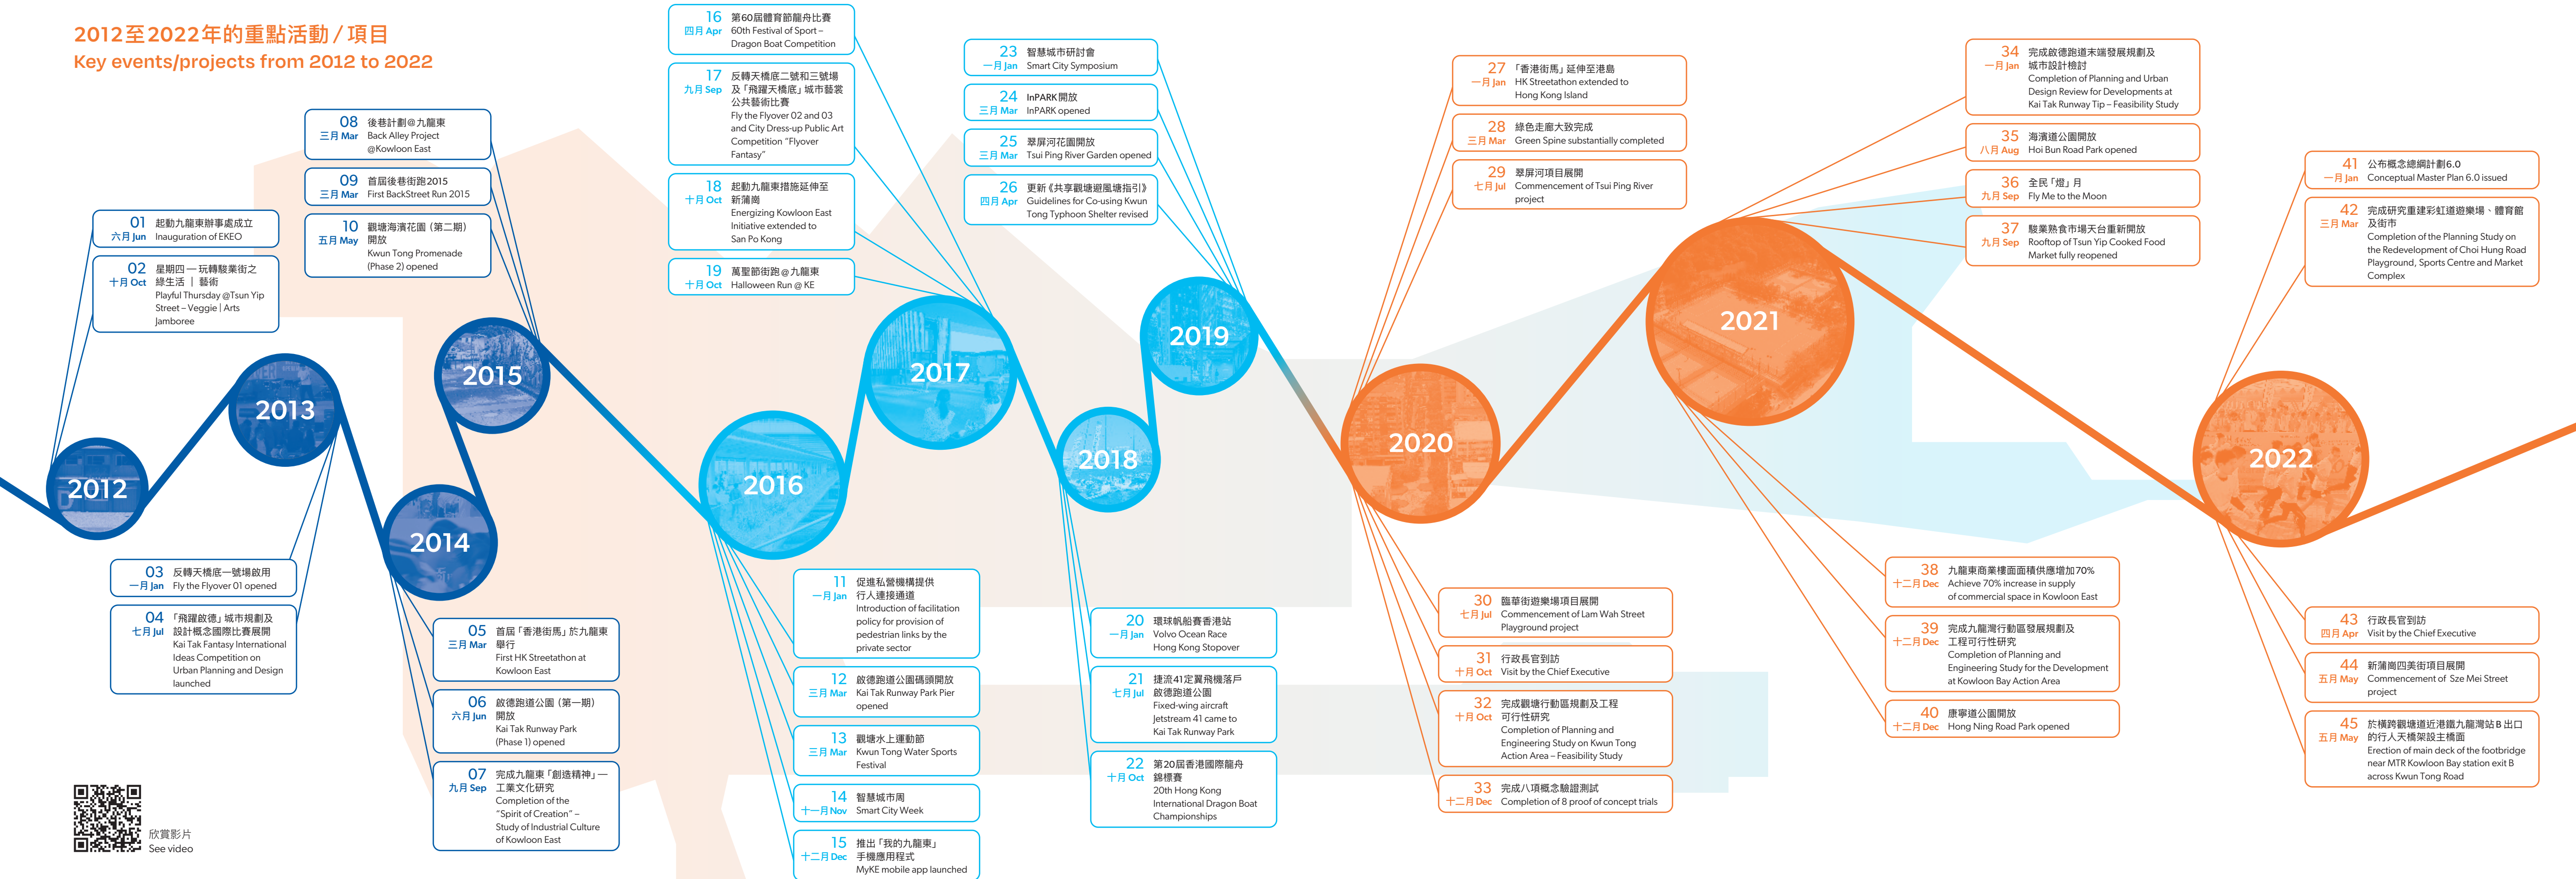 2012至2022年的重點活動 / 項目
Key events/projects from 2012 to 2022
01
六月 Jun
起動九龍東辦事處成立
Inauguration of EKEO
02
十月 Oct
星期四 — 玩轉駿業街之
綠生活 ｜ 藝術
Playful Thursday @Tsun Yip
Street – Veggie | Arts
Jamboree
2012
03
一月 Jan
反轉天橋底一號場啟用
Fly the Flyover 01 opened
04
七月 Jul
「飛躍啟德」城市規劃及
設計概念國際比賽展開
Kai Tak Fantasy International
Ideas Competition on
Urban Planning and Design
launched
2013
05
三月 Mar
首屆「香港街馬」於九龍東
舉行
First HK Streetathon at
Kowloon East
06
六月 Jun
啟德跑道公園（第一期）
開放
Kai Tak Runway Park
(Phase 1) opened
07
九月 Sep
完成九龍東「創造精神」—
工業文化研究
Completion of the
“Spirit of Creation” –
Study of Industrial Culture
of Kowloon East
2014
08
三月 Mar
後巷計劃@九龍東
Back Alley Project
@Kowloon East
09
三月 Mar
首屆後巷街跑2015
First BackStreet Run 2015
10
五月 May
觀塘海濱花園（第二期）
開放
Kwun Tong Promenade
(Phase 2) opened
2015
11
一月 Jan
促進私營機構提供
行人連接通道
Introduction of facilitation
policy for provision of
pedestrian links by the
private sector
12
三月 Mar
啟德跑道公園碼頭開放
Kai Tak Runway Park Pier
opened
13
三月 Mar
觀塘水上運動節
Kwun Tong Water Sports
Festival
14
十一月 Nov
智慧城市周
Smart City Week
15
十二月 Dec
推出「我的九龍東」
手機應用程式
MyKE mobile app launched
2016
16
四月 Apr
第60屆體育節龍舟比賽
60th Festival of Sport –
Dragon Boat Competition
17
九月 Sep
反轉天橋底二號和三號場
及「飛躍天橋底」城市藝裳
公共藝術比賽
Fly the Flyover 02 and 03
and City Dress-up Public Art
Competition “Flyover
Fantasy”
18
十月 Oct
起動九龍東措施延伸至
新蒲崗
Energizing Kowloon East
Initiative extended to
San Po Kong
19
十月 Oct
萬聖節街跑@九龍東
Halloween Run @ KE
2017
20
一月 Jan
環球帆船賽香港站
Volvo Ocean Race
Hong Kong Stopover
21
七月 Jul
捷流41定翼飛機落戶
啟德跑道公園
Fixed-wing aircraft
Jetstream 41 came to
Kai Tak Runway Park
22
十月 Oct
第20屆香港國際龍舟
錦標賽
20th Hong Kong
International Dragon Boat
Championships
2018
23
一月 Jan
智慧城市研討會
Smart City Symposium
24
三月 Mar
InPARK開放
InPARK opened
25
三月 Mar
翠屏河花園開放
Tsui Ping River Garden opened
26
四月 Apr
更新《共享觀塘避風塘指引》
Guidelines for Co-using Kwun
Tong Typhoon Shelter revised
2019
27
一月 Jan
「香港街馬」延伸至港島
HK Streetathon extended to
Hong Kong Island
28
三月 Mar
綠色走廊大致完成
Green Spine substantially completed
29
七月 Jul
翠屏河項目展開
Commencement of Tsui Ping River
project
2020
30
七月 Jul
臨華街遊樂場項目展開
Commencement of Lam Wah Street
Playground project
31
十月 Oct
行政長官到訪
Visit by the Chief Executive
32
十月 Oct
完成觀塘行動區規劃及工程
可行性研究
Completion of Planning and
Engineering Study on Kwun Tong
Action Area – Feasibility Study
33
十二月 Dec
完成八項概念驗證測試
Completion of 8 proof of concept trials
34
一月 Jan
完成啟德跑道末端發展規劃及
城市設計檢討
Completion of Planning and Urban
Design Review for Developments at
Kai Tak Runway Tip – Feasibility Study
35
八月 Aug
海濱道公園開放
Hoi Bun Road Park opened
36
九月 Sep
全民「燈」月
Fly Me to the Moon
37
九月 Sep
駿業熟食市場天台重新開放
Rooftop of Tsun Yip Cooked Food
Market fully reopened
2021
38
十二月 Dec
九龍東商業樓面面積供應增加70%
Achieve 70% increase in supply
of commercial space in Kowloon East
39
十二月 Dec
完成九龍灣行動區發展規劃及
工程可行性研究
Completion of Planning and
Engineering Study for the Development
at Kowloon Bay Action Area
40
十二月 Dec
康寧道公園開放
Hong Ning Road Park opened
41
一月 Jan
公布概念總綱計劃6.0
Conceptual Master Plan 6.0 issued
42
三月 Mar
完成研究重建彩虹道遊樂場、體育館
及街市
Completion of the Planning Study on
the Redevelopment of Choi Hung Road
Playground, Sports Centre and Market
Complex
2022
43
四月 Apr
行政長官到訪
Visit by the Chief Executive
44
五月 May
新蒲崗四美街項目展開
Commencement of Sze Mei Street
project
45
五月 May
於橫跨觀塘道近港鐵九龍灣站 B 出口
的行人天橋架設主橋面
Erection of main deck of the footbridge
near MTR Kowloon Bay station exit B
across Kwun Tong Road
欣賞影片
See video